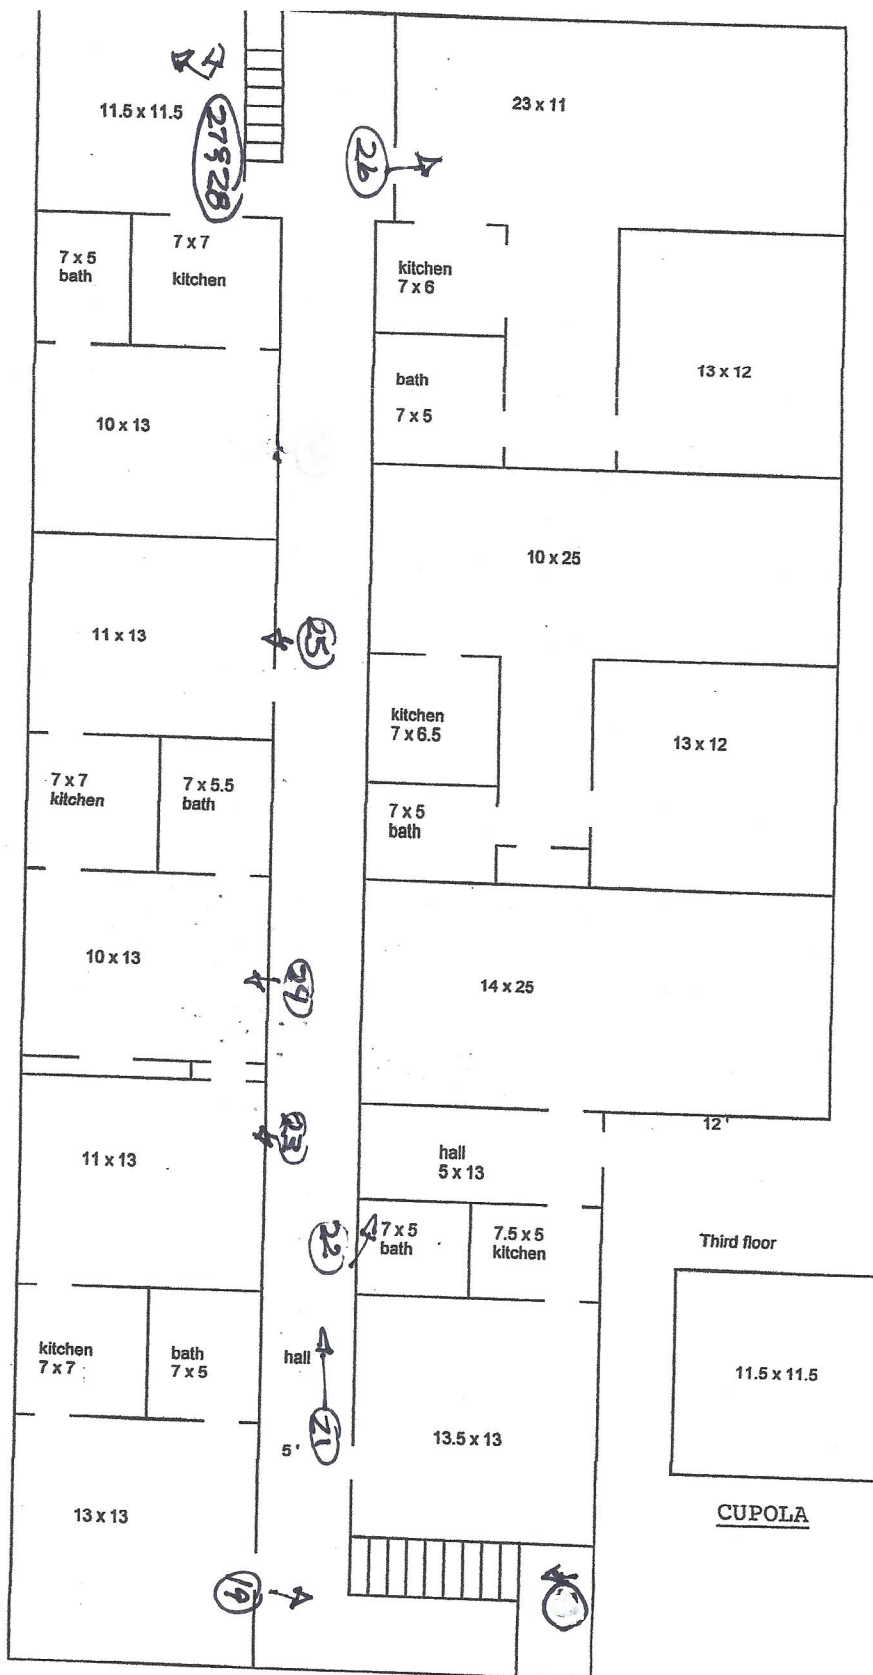 11.5 x 11.5
27 & 28
26
23 x 11
7 x 5
bath
7 x 7
kitchen
kitchen
7 x 6
13 x 12
bath
7 x 5
10 x 13
10 x 25
11 x 13
25
kitchen
7 x 6.5
13 x 12
7 x 7
kitchen
7 x 5.5
bath
7 x 5
bath
10 x 13
24
14 x 25
23
12 '
11 x 13
hall
5 x 13
22
7 x 5
bath
7.5 x 5
kitchen
Third floor
kitchen
7 x 7
bath
7 x 5
hall
11.5 x 11.5
21
5 '
13.5 x 13
13 x 13
CUPOLA
19